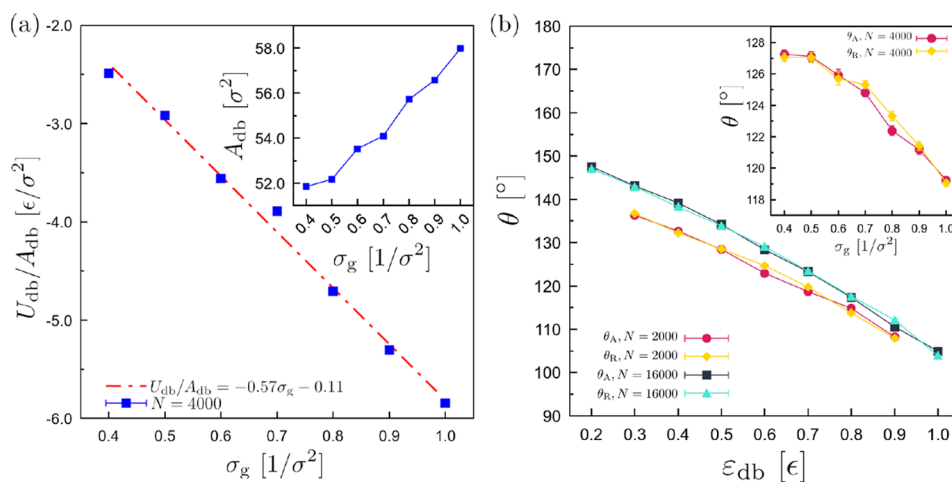 (a)
-2.0
-3.0
-4.0
-5.0
-6.0
U_db/A_db [ϵ/σ²]
0.4 0.5 0.6 0.7 0.8 0.9 1.0
σ_g [1/σ²]
U_db/A_db = −0.57σ_g − 0.11
N = 4000
58.0
56.0
54.0
52.0
A_db [σ²]
0.4 0.5 0.6 0.7 0.8 0.9 1.0
σ_g [1/σ²]
(b)
180
170
160
150
140
130
120
110
100
90
θ [°]
0.2 0.3 0.4 0.5 0.6 0.7 0.8 0.9 1.0
ε_db [ϵ]
θ_A, N = 2000
θ_R, N = 2000
θ_A, N = 16000
θ_R, N = 16000
θ_A, N = 4000
θ_R, N = 4000
128
126
124
122
120
118
θ [°]
0.4 0.5 0.6 0.7 0.8 0.9 1.0
σ_g [1/σ²]